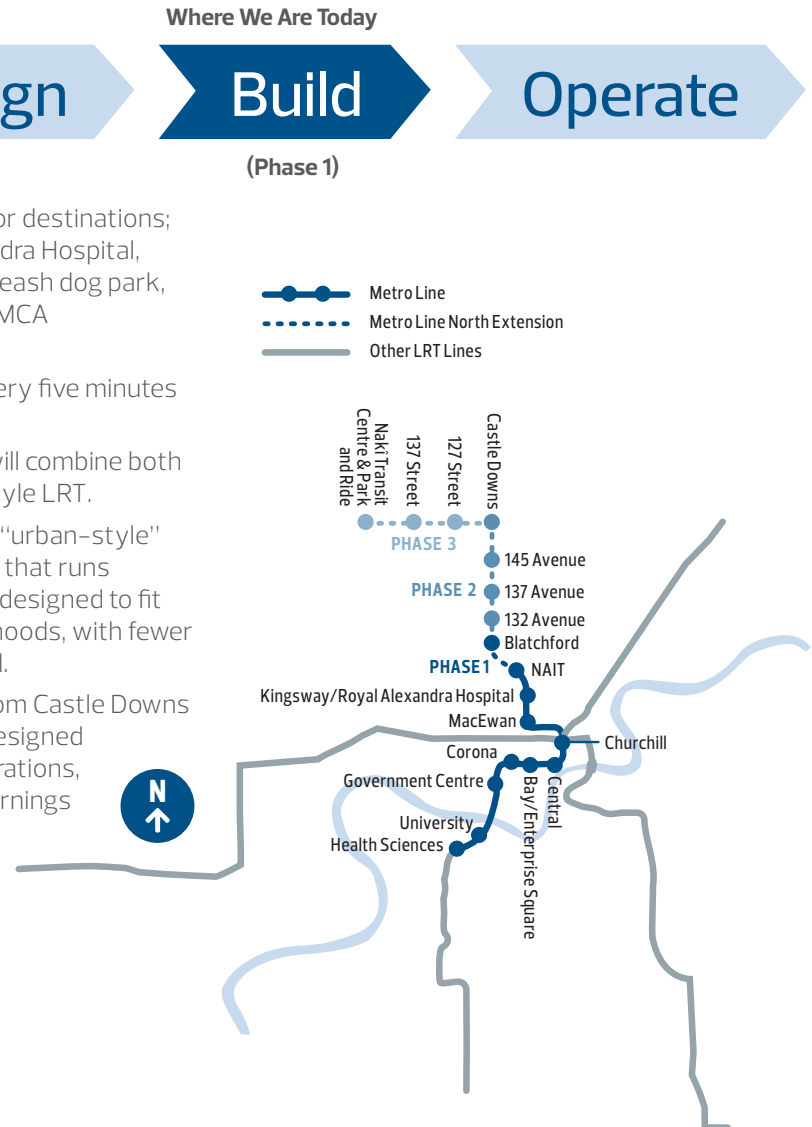 Where We Are Today
gn
Build
Operate
(Phase 1)
or destinations;
dra Hospital,
eash dog park,
MCA
ery five minutes
vill combine both
yle LRT.
“urban-style”
that runs
designed to fit
noods, with fewer
om Castle Downs
esigned
rations,
rnings
Metro Line
Metro Line North Extension
Other LRT Lines
Nakî Transit
Centre & Park
and Ride
137 Street
127 Street
Castle Downs
PHASE 3
145 Avenue
PHASE 2
137 Avenue
132 Avenue
Blatchford
PHASE 1
NAIT
Kingsway/Royal Alexandra Hospital
MacEwan
Churchill
Corona
Government Centre
Bay/Enterprise Square
Central
University
Health Sciences
N